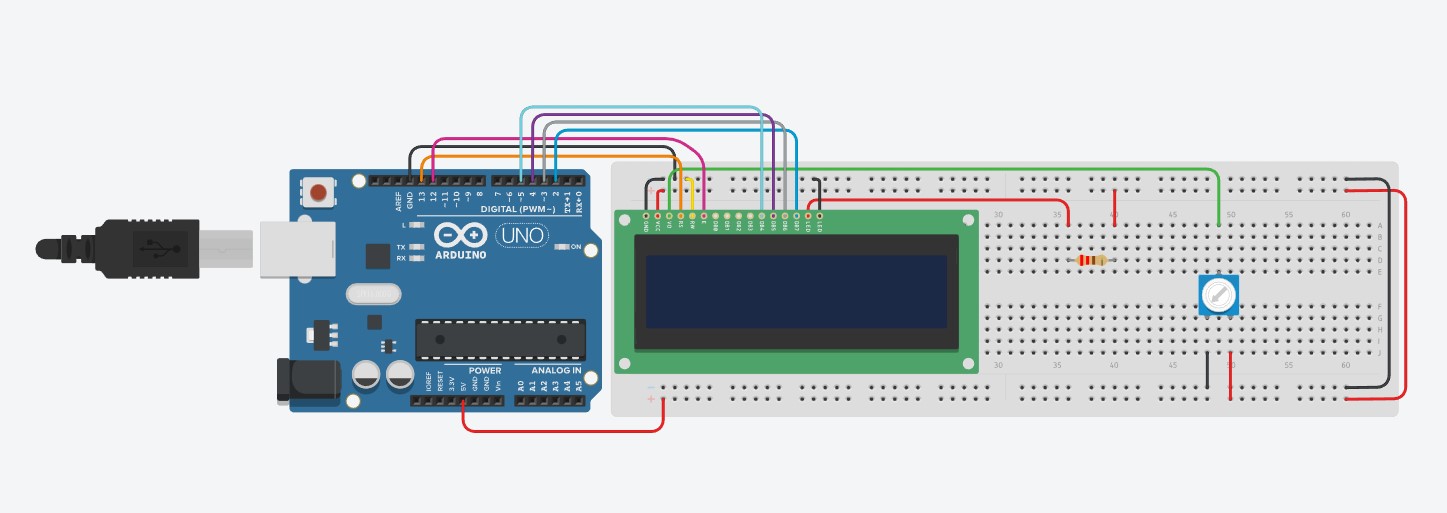 AREF
GND
13
12
~11
~10
~9
8
7
~6
~5
4
~3
2
TX→1
RX←0
DIGITAL (PWM~)
L
TX
RX
ARDUINO
UNO
ON
IOREF
RESET
3.3V
5V
GND
GND
Vin
POWER
ANALOG IN
A0
A1
A2
A3
A4
A5
GND
VCC
V0
RS
RW
E
DB0
DB1
DB2
DB3
DB4
DB5
DB6
DB7
LED
LED
30 35 40 45 50 55 60
A
B
C
D
E
F
G
H
I
J
30 35 40 45 50 55 60